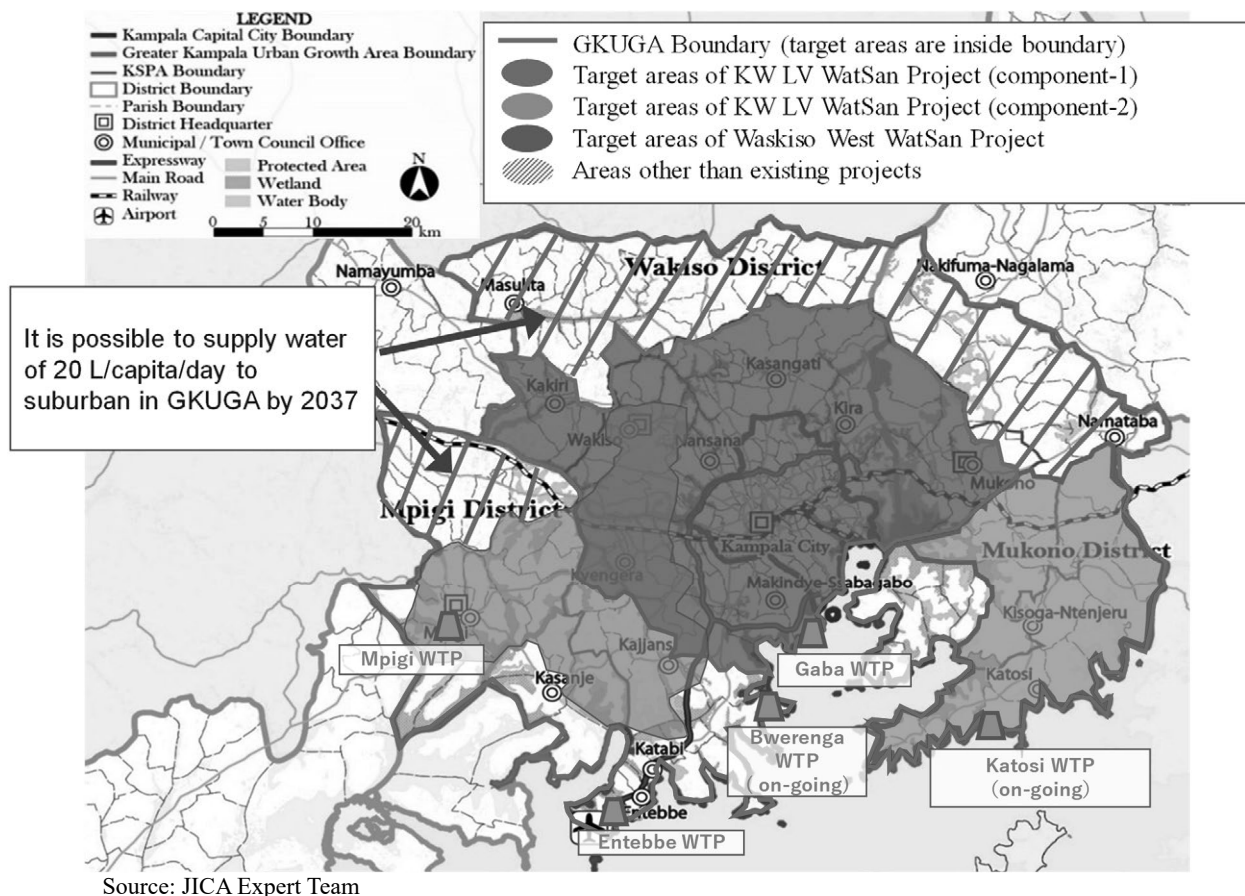 LEGEND
Kampala Capital City Boundary
Greater Kampala Urban Growth Area Boundary
KSPA Boundary
District Boundary
Parish Boundary
District Headquarter
Municipal / Town Council Office
Expressway
Main Road
Railway
Airport
Protected Area
Wetland
Water Body
N
0 5 10 20
km
GKUGA Boundary (target areas are inside boundary)
Target areas of KW LV WatSan Project (component-1)
Target areas of KW LV WatSan Project (component-2)
Target areas of Waskiso West WatSan Project
Areas other than existing projects
Wakiso District
Nakifuma-Nagalama
Namayumba
Masulita
It is possible to supply water
of 20 L/capita/day to
suburban in GKUGA by 2037
Kasangati
Kakiri
Kira
Namataba
Wakiso
Nansana
Mukono
Mpigi District
Kampala City
Mukono District
Kyengera
Makindye-Ssabagabo
Kisoga-Ntenjeru
Mpigi WTP
Kajjans
Gaba WTP
Katosi
Kasanje
Bwerenga
WTP
(on-going)
Katosi WTP
(on-going)
Katabi
Entebbe
Entebbe WTP
Source: JICA Expert Team